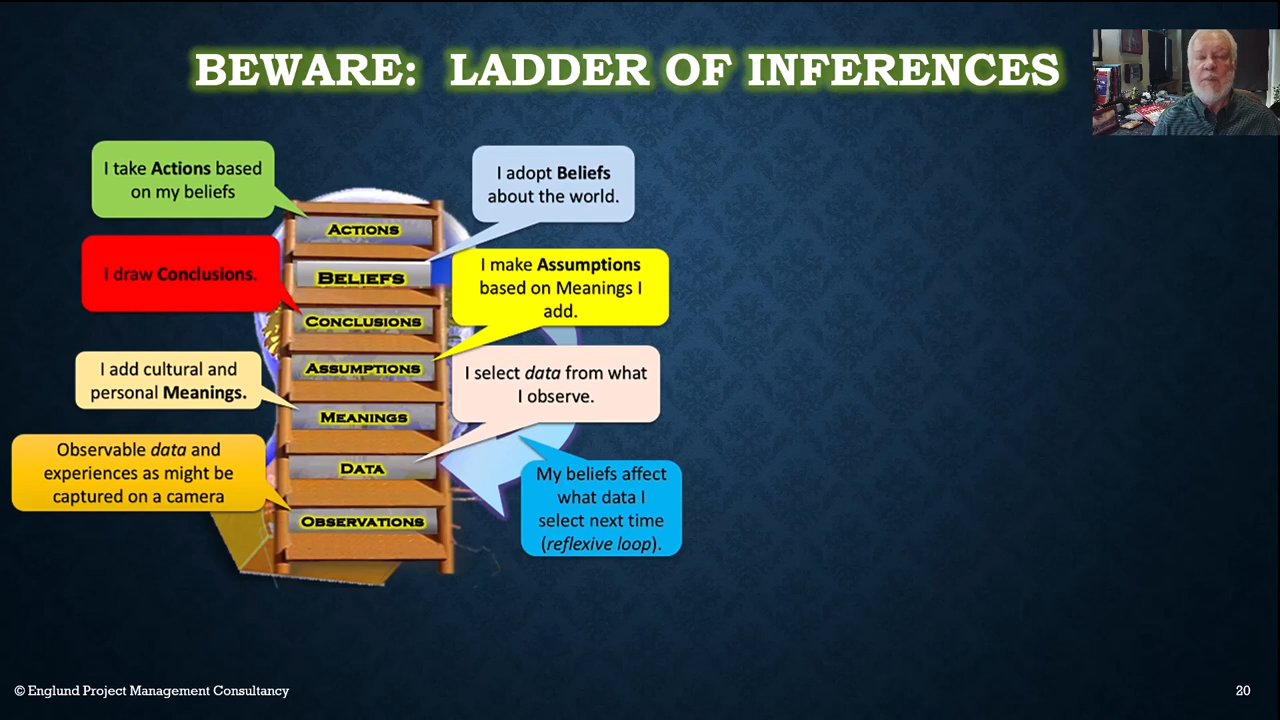 BEWARE: LADDER OF INFERENCES
I take Actions based
on my beliefs
I adopt Beliefs
about the world.
I draw Conclusions.
I make Assumptions
based on Meanings I
add.
I add cultural and
personal Meanings.
I select data from what
I observe.
Observable data and
experiences as might be
captured on a camera
My beliefs affect
what data I
select next time
(reflexive loop).
ACTIONS
BELIEFS
CONCLUSIONS
ASSUMPTIONS
MEANINGS
DATA
OBSERVATIONS
© Englund Project Management Consultancy
20